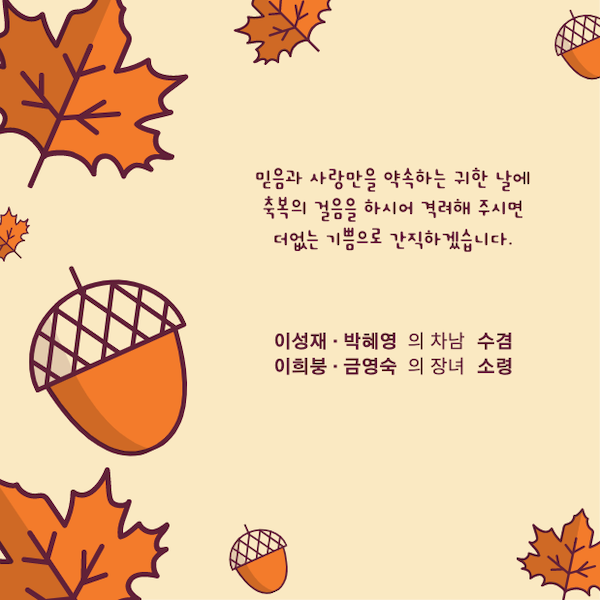 믿음과 사랑만을 약속하는 귀한 날에
축복의 걸음을 하시어 격려해 주시면
더없는 기쁨으로 간직하겠습니다.
이성재 · 박혜영 의 차남 수겸
이희붕 · 금영숙 의 장녀 소령